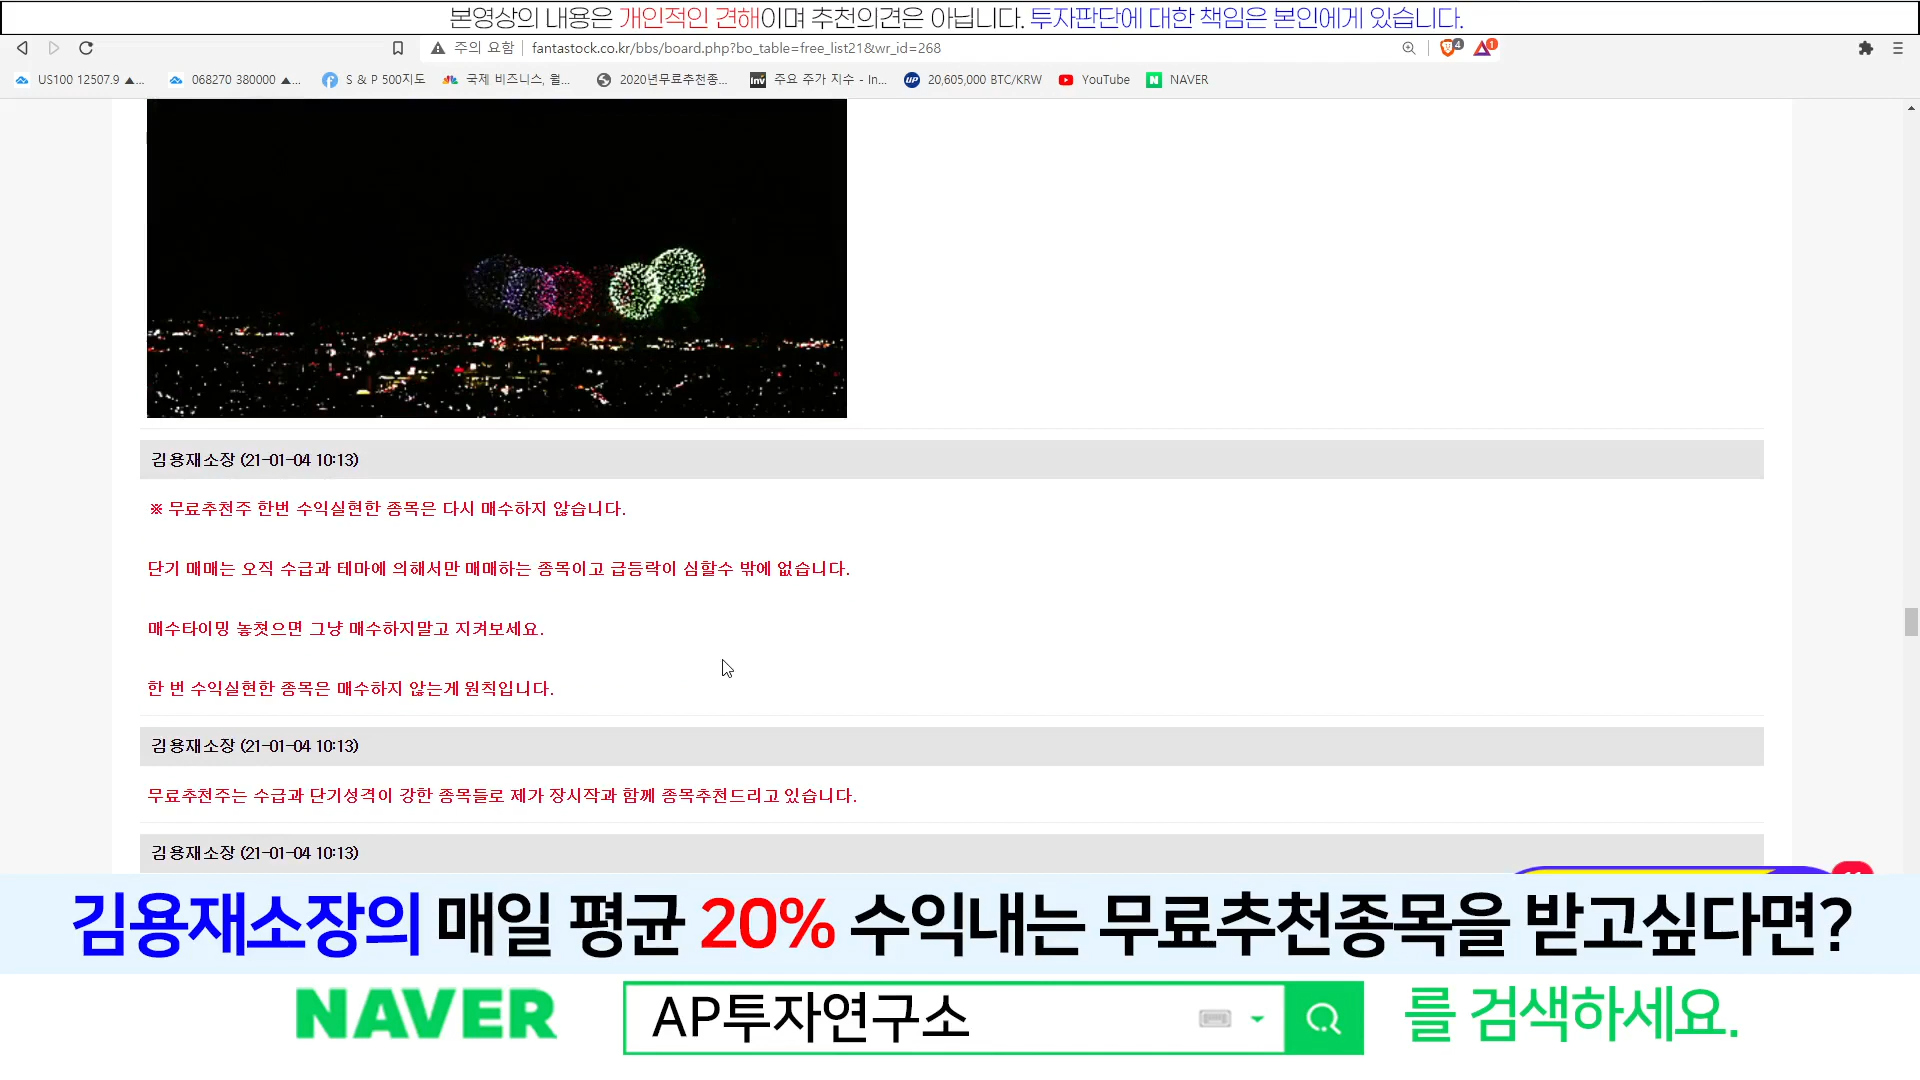 본영상의 내용은 개인적인 견해이며 추천의견은 아닙니다. 투자판단에 대한 책임은 본인에게 있습니다.
주의 요함 fantastock.co.kr/bbs/board.php?bo_table=free_list21&wr_id=268 4 1
US100 12507.9 ▲... 068270 380000 ▲... S & P 500지도 국제 비즈니스, 월... 2020년무료추천종... Inv 주요 주가 지수 - In... UP 20,605,000 BTC/KRW YouTube N NAVER
김용재소장 (21-01-04 10:13)
※ 무료추천주 한번 수익실현한 종목은 다시 매수하지 않습니다.
단기 매매는 오직 수급과 테마에 의해서만 매매하는 종목이고 급등락이 심할수 밖에 없습니다.
매수타이밍 놓쳤으면 그냥 매수하지말고 지켜보세요.
한 번 수익실현한 종목은 매수하지 않는게 원칙입니다.
김용재소장 (21-01-04 10:13)
무료추천주는 수급과 단기성격이 강한 종목들로 제가 장시작과 함께 종목추천드리고 있습니다.
김용재소장 (21-01-04 10:13)
김용재소장의 매일 평균 20% 수익내는 무료추천종목을 받고싶다면?
NAVER AP투자연구소 를 검색하세요.